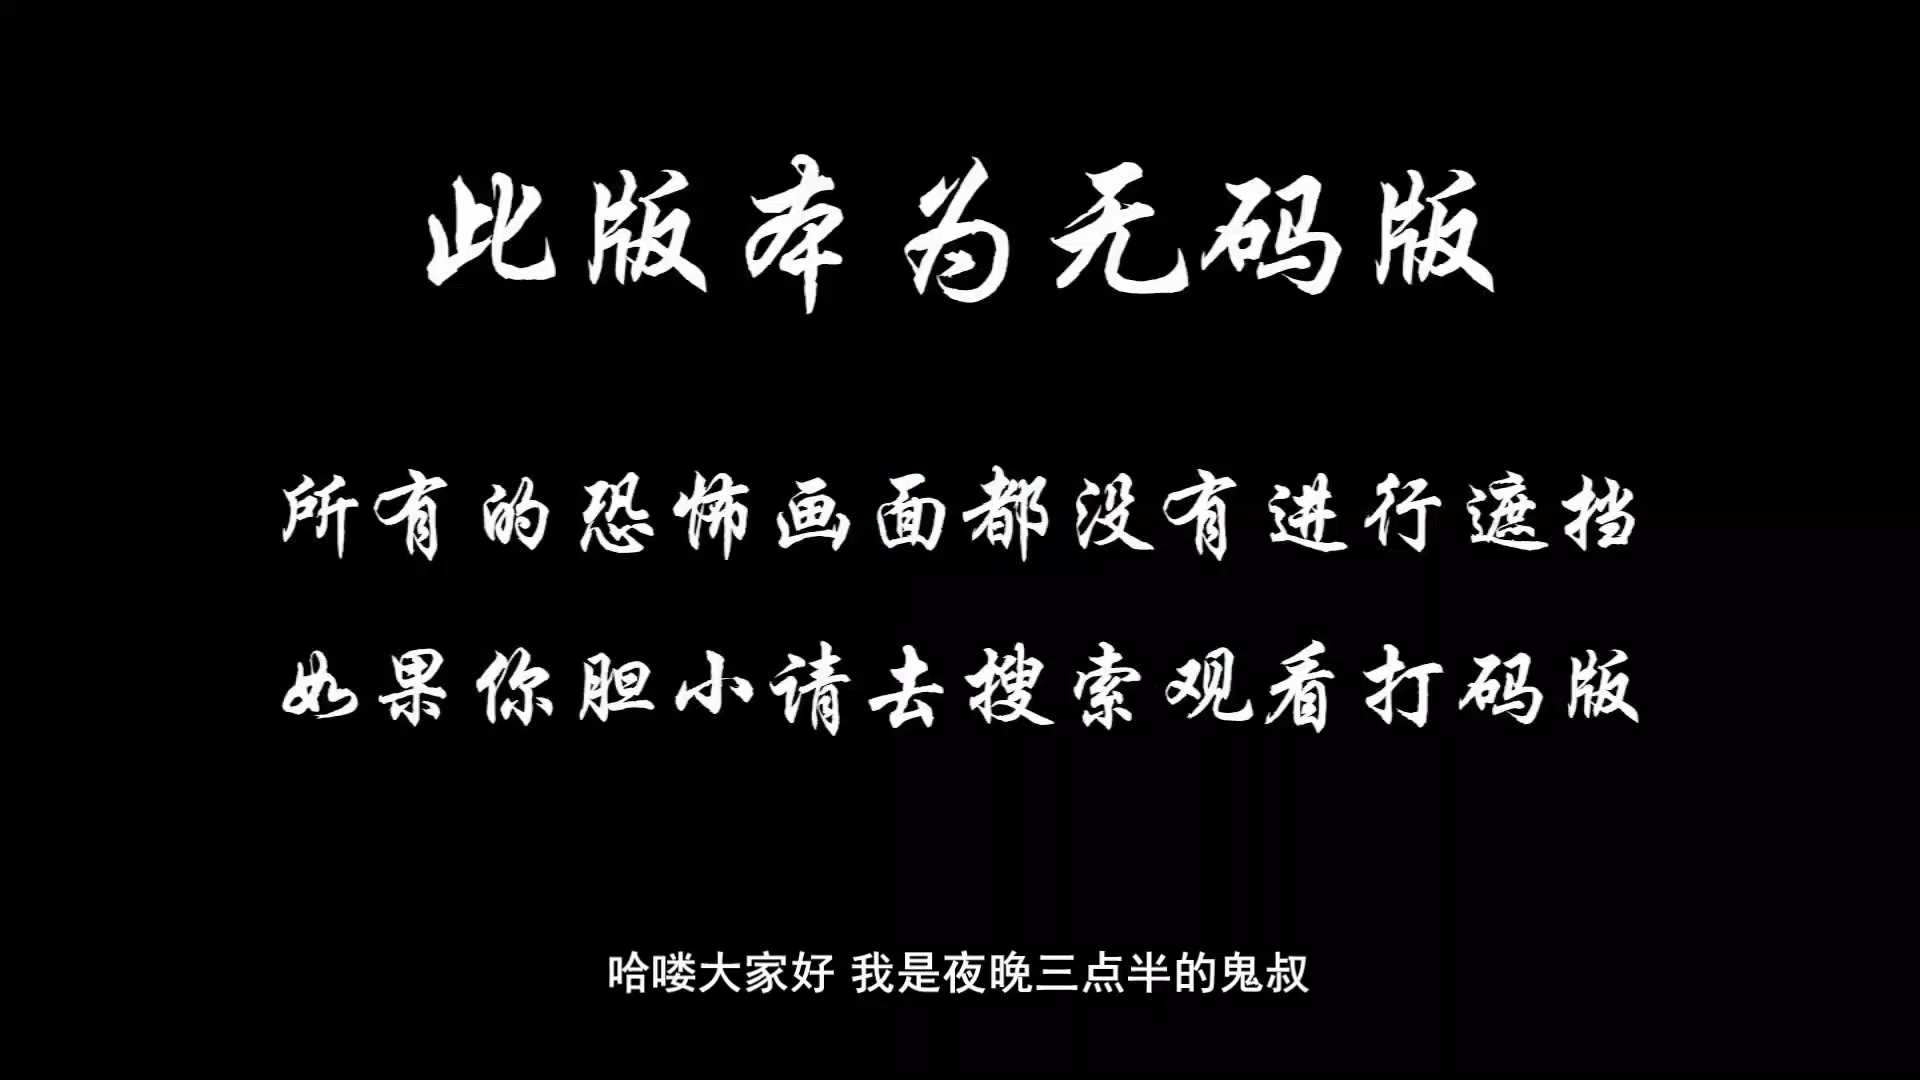 此版本为无码版
所有的恐怖画面都没有进行遮挡
如果你胆小请去搜索观看打码版
哈喽大家好 我是夜晚三点半的鬼叔